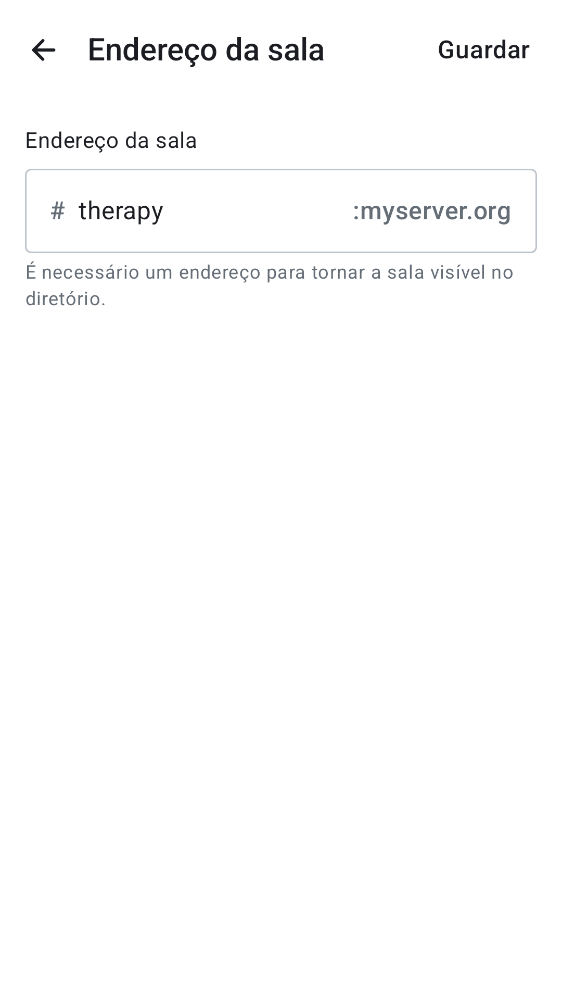 Endereço da sala
Guardar
Endereço da sala
# therapy :myserver.org
É necessário um endereço para tornar a sala visível no
diretório.